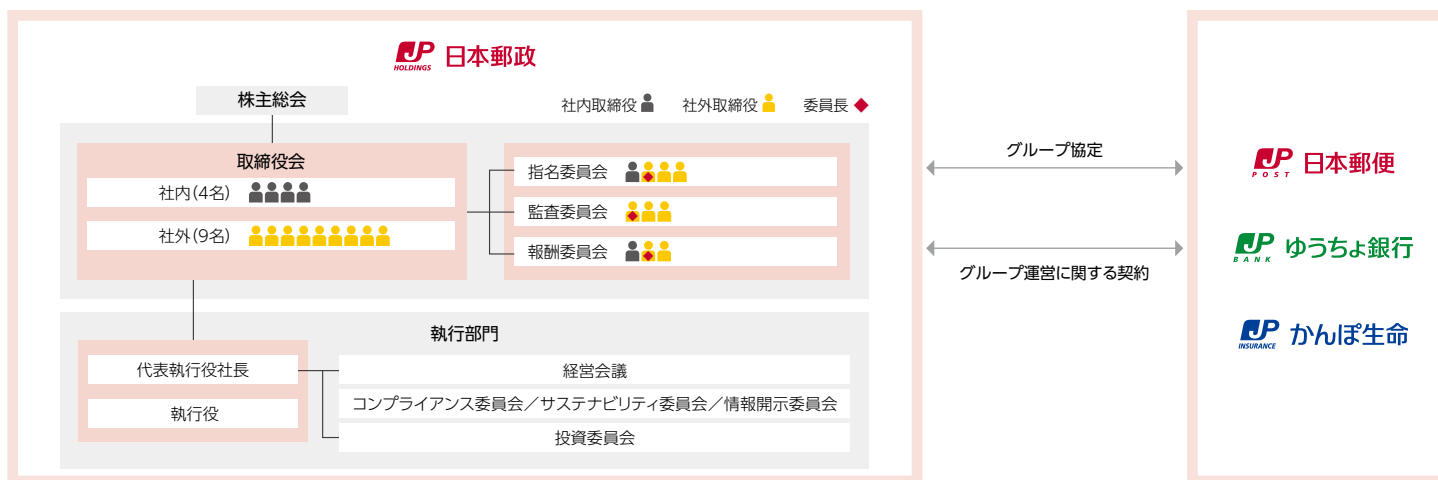 JP HOLDINGS 日本郵政
株主総会
社内取締役 社外取締役 委員長
取締役会
社内(4名)
社外(9名)
指名委員会
監査委員会
報酬委員会
執行部門
代表執行役社長
執行役
経営会議
コンプライアンス委員会／サステナビリティ委員会／情報開示委員会
投資委員会
グループ協定
グループ運営に関する契約
JP POST 日本郵便
JP BANK ゆうちょ銀行
JP INSURANCE かんぽ生命